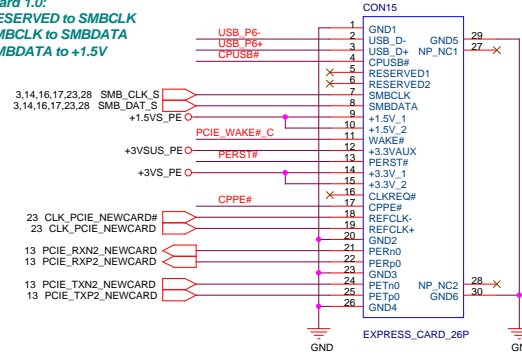 ard 1.0:
ESERVED to SMBCLK
MBCLK to SMBDATA
MBDATA to +1.5V
CON15
1 GND1
USB_P6- 2 USB_D- GND5 29
USB_P6+ 3 USB_D+ NP_NC1 27
CPUSB# 4 CPUSB#
5 RESERVED1
6 RESERVED2
3,14,16,17,23,28 SMB_CLK_S 7 SMBCLK
3,14,16,17,23,28 SMB_DAT_S 8 SMBDATA
+1.5VS_PE 9 +1.5V_1
10 +1.5V_2
PCIE_WAKE#_C 11 WAKE#
+3VSUS_PE 12 +3.3VAUX
PERST# 13 PERST#
+3VS_PE 14 +3.3V_1
15 +3.3V_2
16 CLKREQ#
CPPE# 17 CPPE#
23 CLK_PCIE_NEWCARD# 18 REFCLK-
23 CLK_PCIE_NEWCARD 19 REFCLK+
20 GND2
13 PCIE_RXN2_NEWCARD 21 PERn0
13 PCIE_RXP2_NEWCARD 22 PERp0
23 GND3
13 PCIE_TXN2_NEWCARD 24 PETn0 NP_NC2 28
13 PCIE_TXP2_NEWCARD 25 PETp0 GND6 30
26 GND4
EXPRESS_CARD_26P
GND
GN